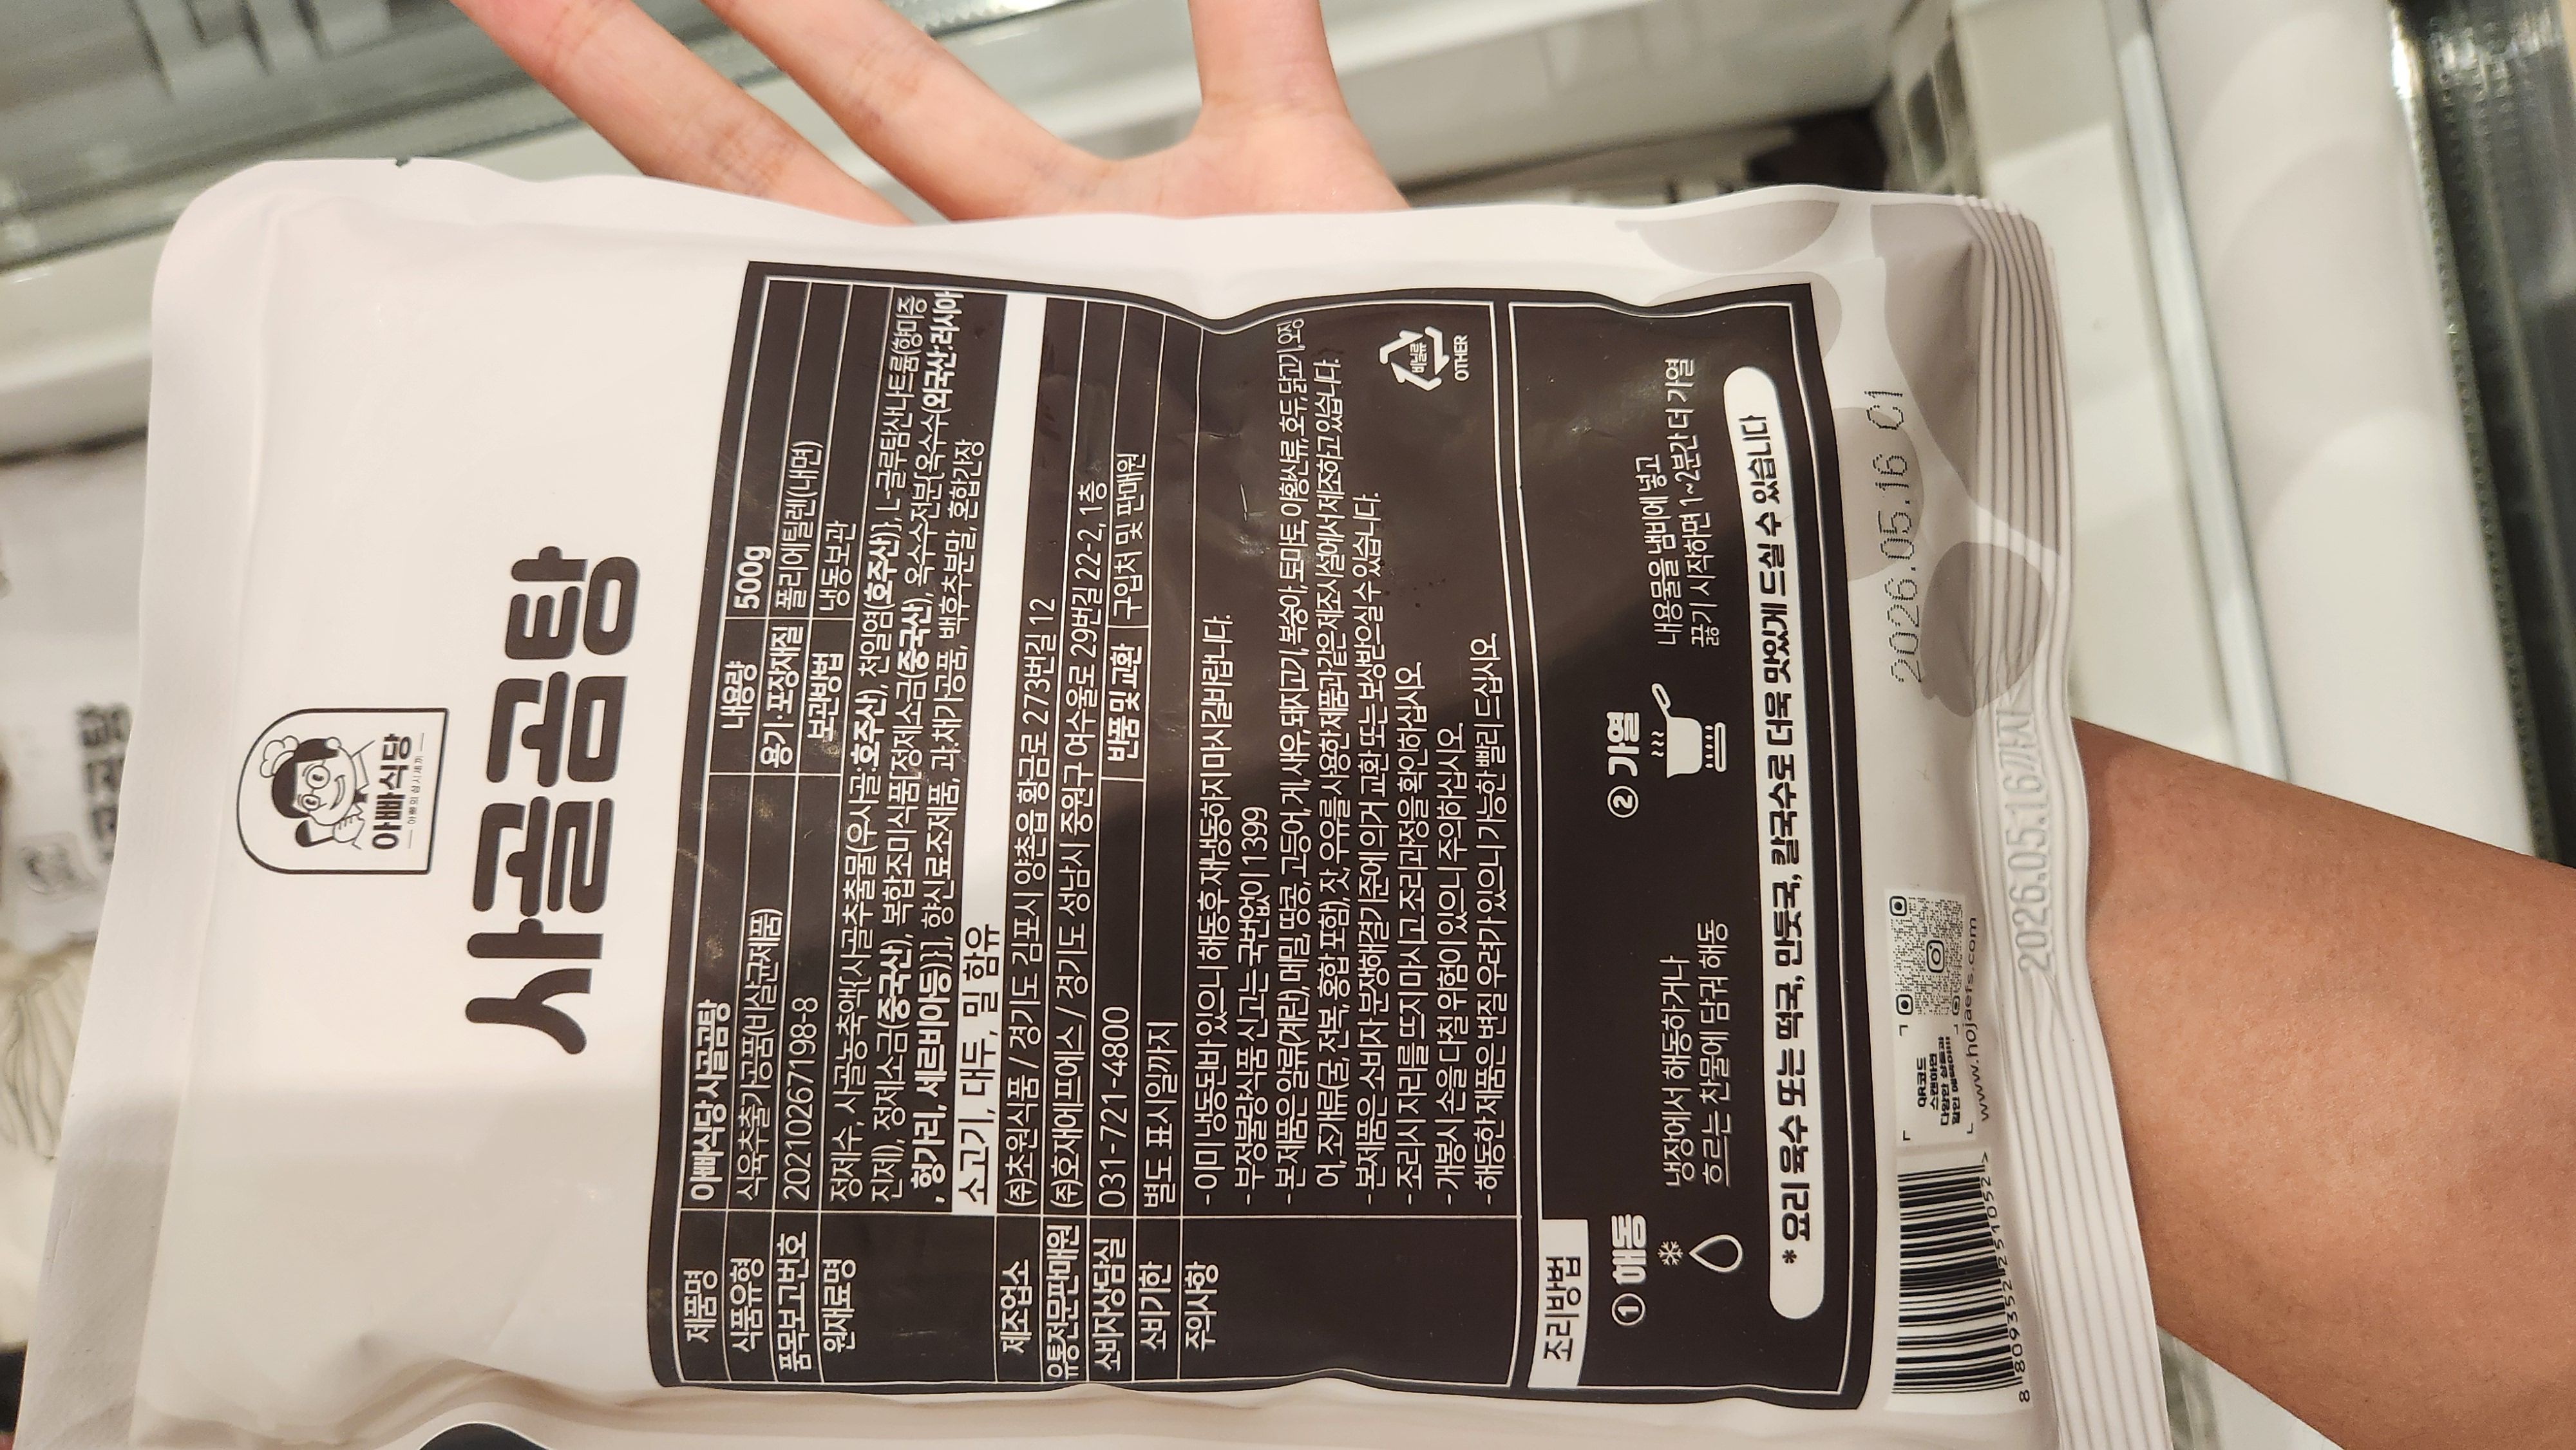 곰탕
아빠식당
아빠의 삼시세끼
사골곰탕
제품명 아빠식당 사골곰탕 내용량 500g
식품유형 식육추출가공품(비살균제품) 용기·포장재질 폴리에틸렌(내면)
품목보고번호 20210267198-8 보관방법 냉동보관
원재료명 정제수, 사골농축액{사골추출물(우사골:호주산), 천일염(호주산)}, L-글루탐산나트륨(향미증
진제), 정제소금(중국산), 복합조미식품[정제소금(중국산), 옥수수전분{옥수수(외국산:러시아
, 헝가리, 세르비아등)}], 향신료조제품, 과.채가공품, 백후추분말, 혼합간장
소고기, 대두, 밀 함유
제조업소 ㈜초원식품 / 경기도 김포시 양촌읍 황금로 273번길 12
유통전문판매원 ㈜호재에프에스 / 경기도 성남시 중원구 여수울로 29번길 22-2, 1층
소비자상담실 031-721-4800 반품 및 교환 구입처 및 판매원
소비기한 별도 표시일까지
주의사항 - 이미 냉동된바 있으니 해동후 재냉동하지 마시길바랍니다.
- 부정불량식품 신고는 국번없이 1399
- 본 제품은 알류(계란), 메밀, 땅콩, 고등어, 게, 새우, 돼지고기, 복숭아, 토마토, 아황산류, 호두, 닭고기, 오징
어, 조개류(굴, 전복, 홍합 포함), 잣, 우유를 사용한 제품과 같은 제조시설에서 제조하고 있습니다.
- 본제품은 소비자 분쟁해결기준에 의거 교환 또는 보상받으실 수 있습니다.
- 조리시 자리를 뜨지 마시고 조리과정을 확인하십시오.
- 개봉시 손을 다칠 위험이 있으니 주의하십시오.
- 해동한 제품은 변질 우려가 있으니 가능한 빨리 드십시오.
비닐류
OTHER
조리방법
① 해동
냉장에서 해동하거나
흐르는 찬물에 담궈 해동
② 가열
내용물을 냄비에 넣고
끓기 시작하면 1~2분간 더 가열
* 요리 육수 또는 떡국, 만둣국, 칼국수로 더욱 맛있게 드실 수 있습니다
2026.05.16 C1
QR코드
스캔하면
다양한 상품과
할인 혜택이!!!
www.hojaefs.com
8 809352 251052 >
2026.05.16까지